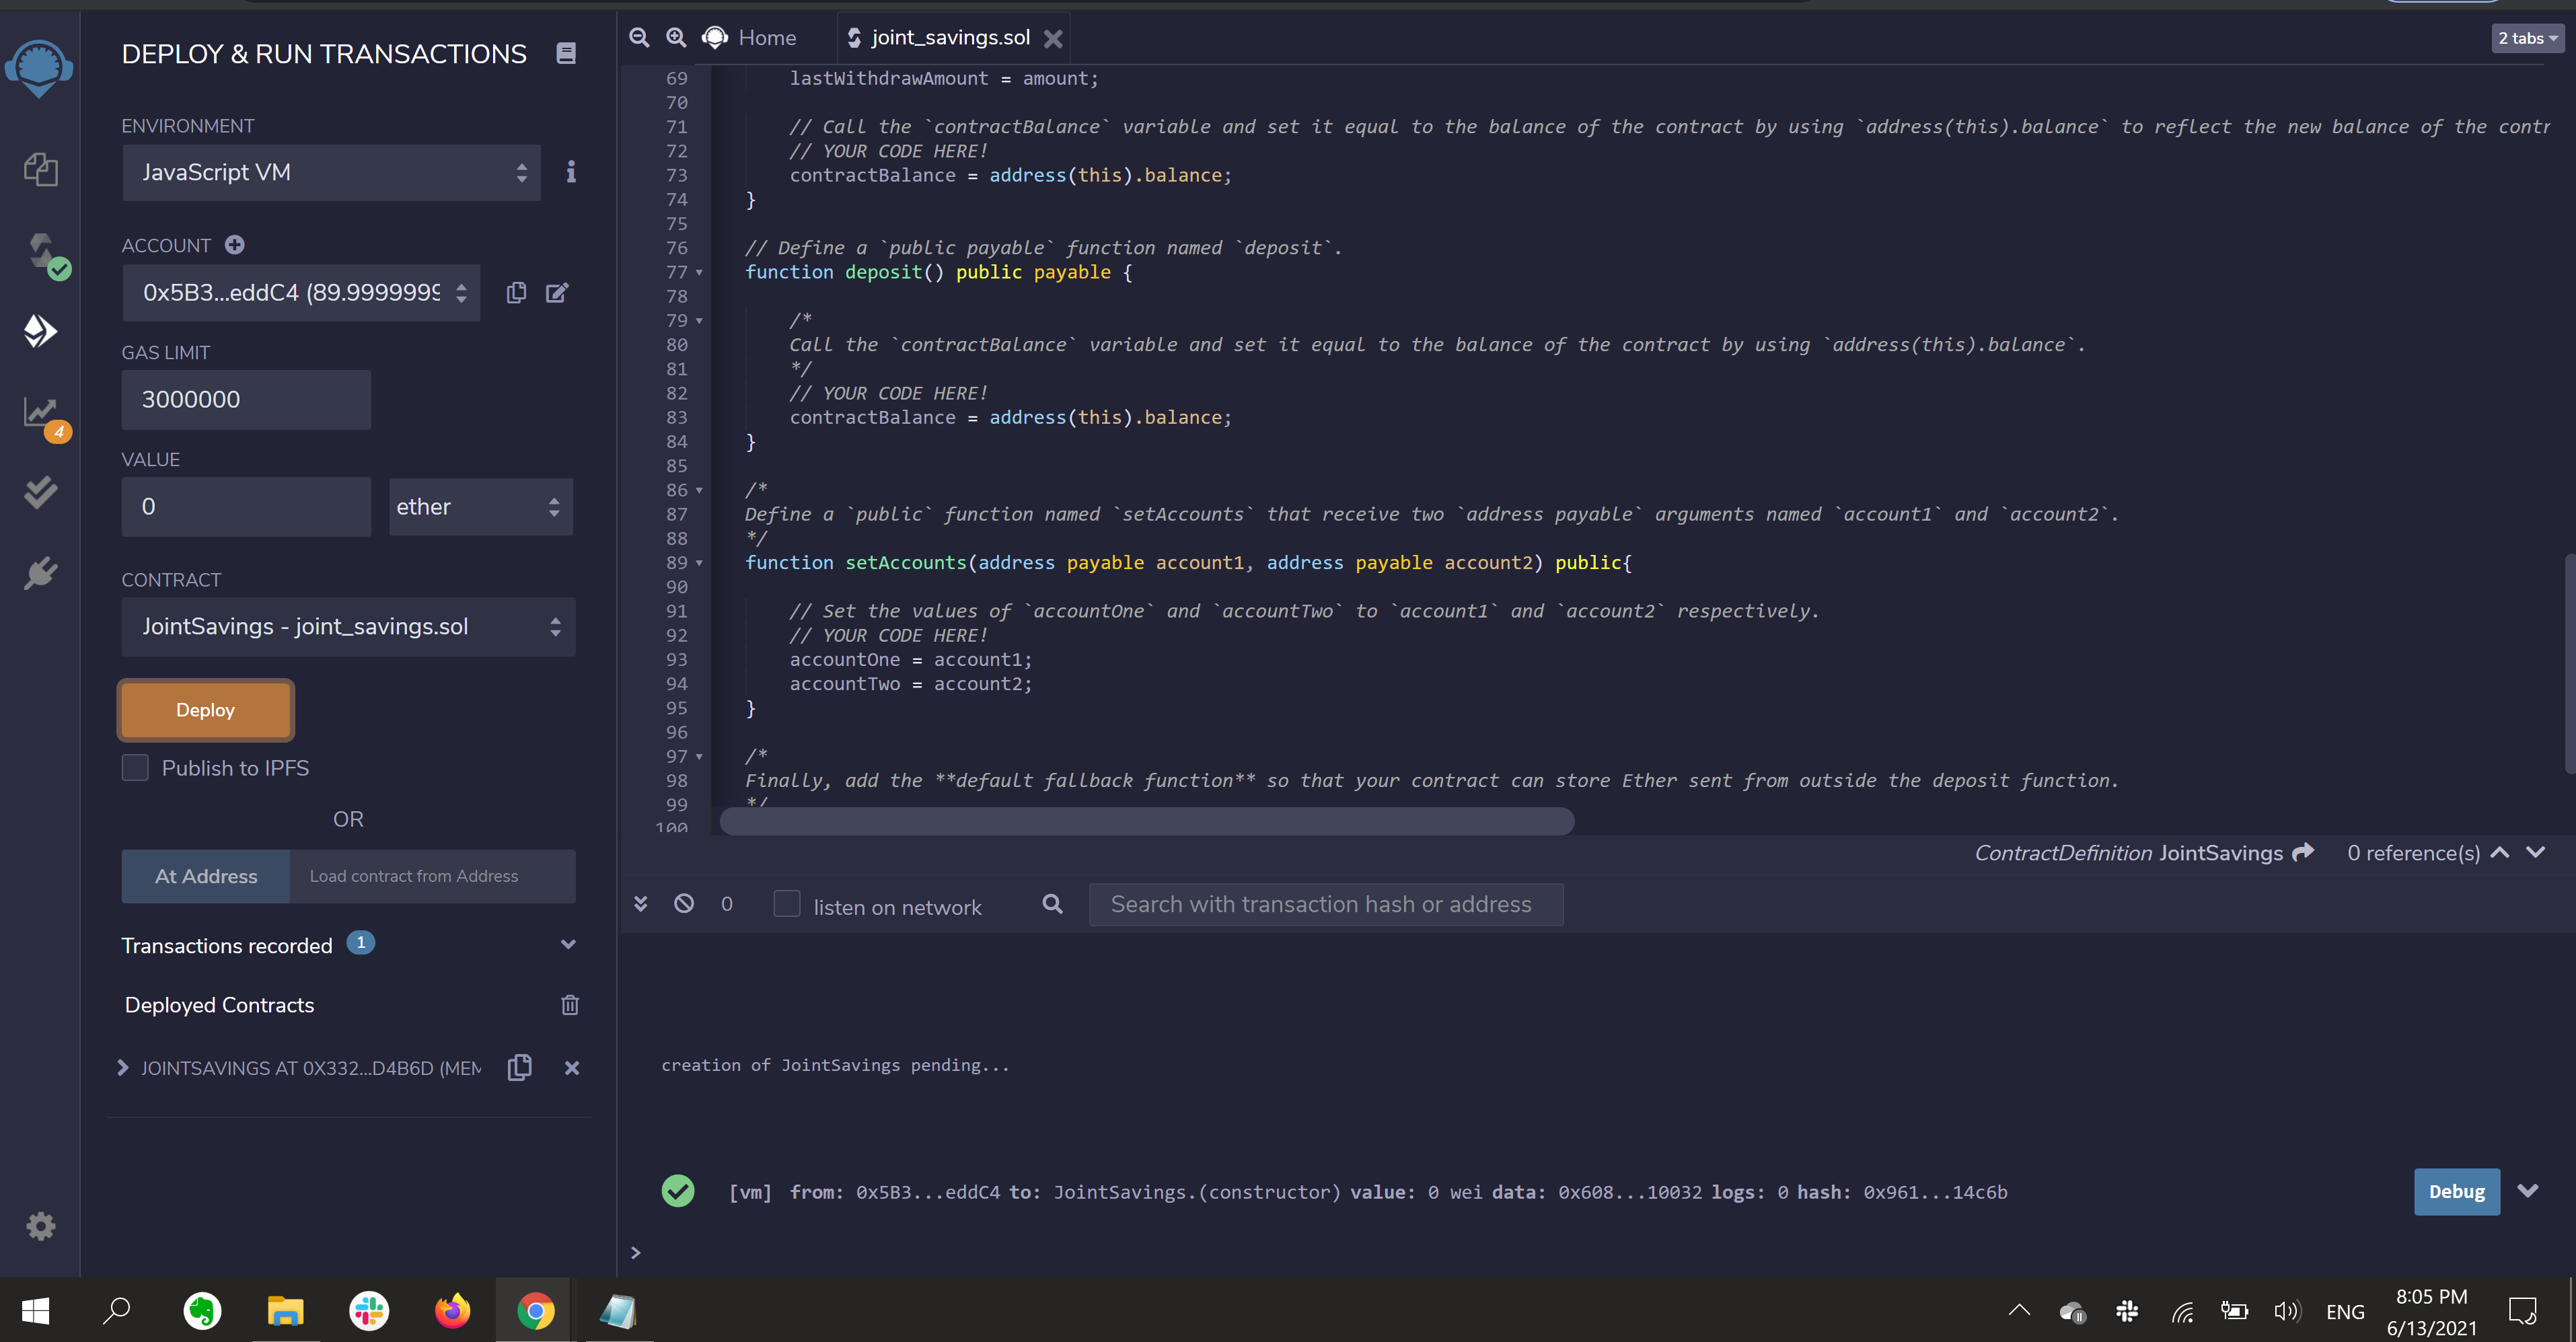 DEPLOY & RUN TRANSACTIONS
ENVIRONMENT
JavaScript VM
ACCOUNT
0x5B3...eddC4 (89.9999999
GAS LIMIT
3000000
VALUE
0
ether
CONTRACT
JointSavings - joint_savings.sol
Deploy
Publish to IPFS
OR
At Address
Load contract from Address
Transactions recorded 1
Deployed Contracts
JOINTSAVINGS AT 0X332...D4B6D (MEM
4
Home
joint_savings.sol
2 tabs
69 lastWithdrawAmount = amount;
70
71 // Call the `contractBalance` variable and set it equal to the balance of the contract by using `address(this).balance` to reflect the new balance of the contr
72 // YOUR CODE HERE!
73 contractBalance = address(this).balance;
74 }
75
76 // Define a `public payable` function named `deposit`.
77 function deposit() public payable {
78
79 /*
80 Call the `contractBalance` variable and set it equal to the balance of the contract by using `address(this).balance`.
81 */
82 // YOUR CODE HERE!
83 contractBalance = address(this).balance;
84 }
85
86 /*
87 Define a `public` function named `setAccounts` that receive two `address payable` arguments named `account1` and `account2`.
88 */
89 function setAccounts(address payable account1, address payable account2) public{
90
91 // Set the values of `accountOne` and `accountTwo` to `account1` and `account2` respectively.
92 // YOUR CODE HERE!
93 accountOne = account1;
94 accountTwo = account2;
95 }
96
97 /*
98 Finally, add the **default fallback function** so that your contract can store Ether sent from outside the deposit function.
99 */
100
ContractDefinition JointSavings 0 reference(s)
0 listen on network Search with transaction hash or address
creation of JointSavings pending...
[vm] from: 0x5B3...eddC4 to: JointSavings.(constructor) value: 0 wei data: 0x608...10032 logs: 0 hash: 0x961...14c6b
Debug
>
ENG
8:05 PM
6/13/2021